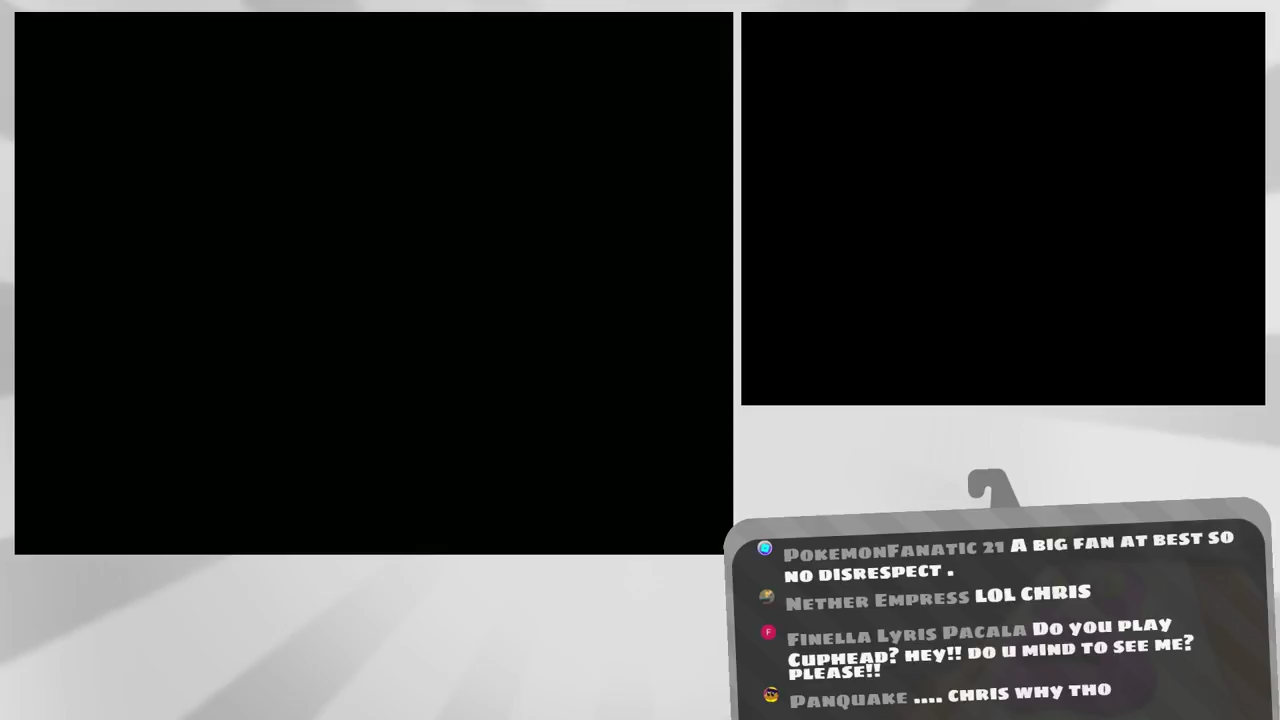 PokemonFanatic 21 A BIG FAN AT BEST SO
NO DISRESPECT .
Nether Empress LOL CHRIS
F Finella Lyris Pacala Do you play
Cuphead? Hey!! Do u mind to see me?
PLEASE!!
Panquake .... CHRIS WHY THO